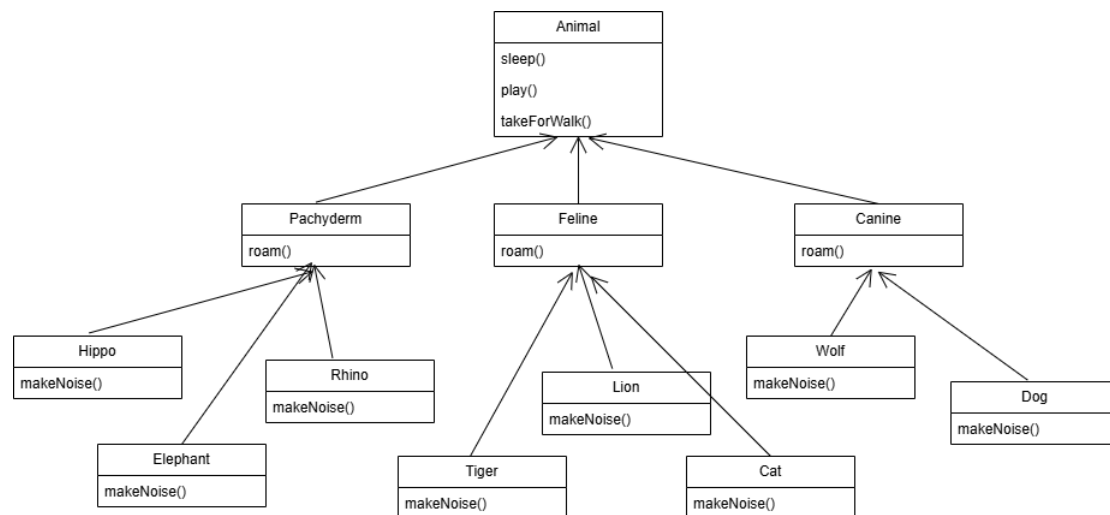 Animal
sleep()
play()
takeForWalk()
Pachyderm
roam()
Feline
roam()
Canine
roam()
Hippo
makeNoise()
Elephant
makeNoise()
Rhino
makeNoise()
Tiger
makeNoise()
Lion
makeNoise()
Cat
makeNoise()
Wolf
makeNoise()
Dog
makeNoise()